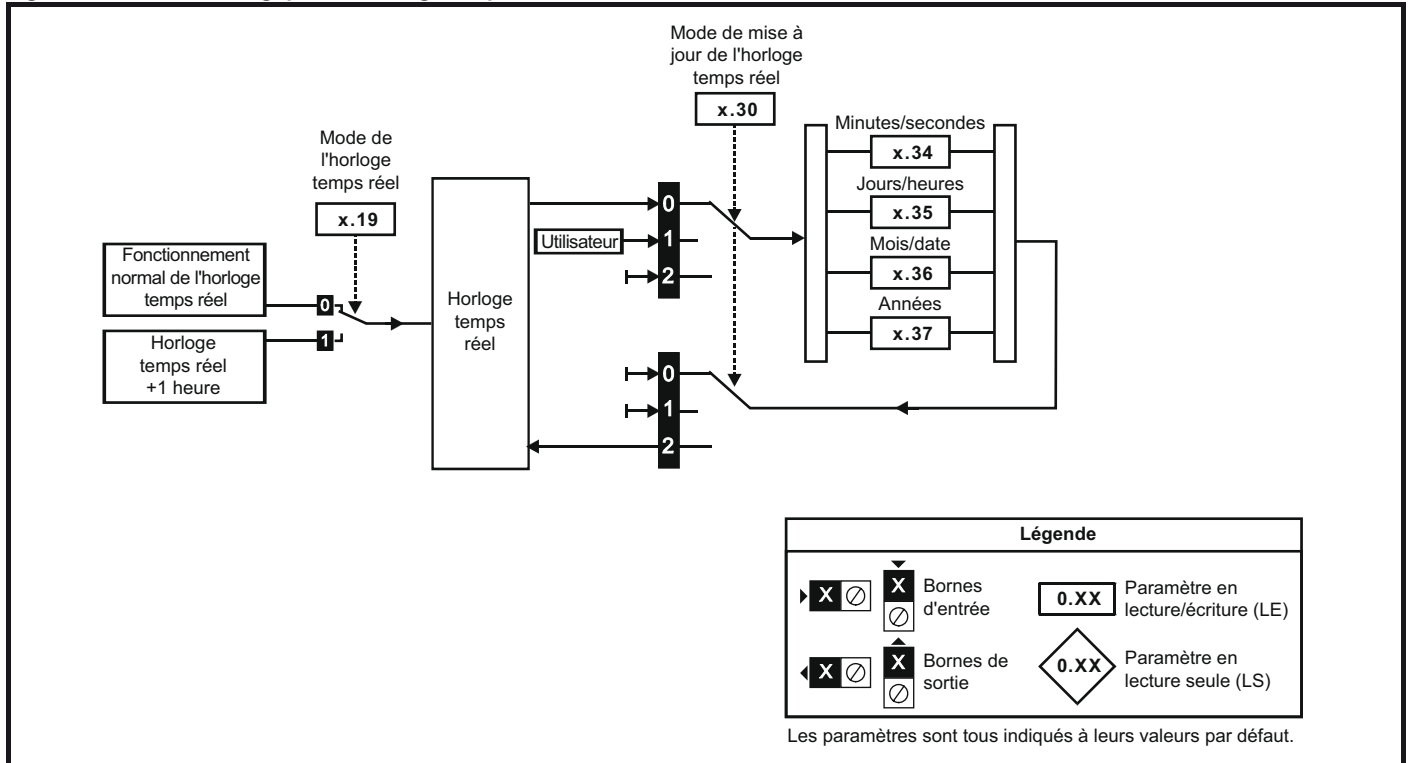 Mode de mise à
jour de l'horloge
temps réel
x.30
Mode de
l'horloge
temps réel
x.19
Fonctionnement
normal de l'horloge
temps réel
0
1
Horloge
temps réel
+1 heure
Horloge
temps
réel
0
Utilisateur
1
2
0
1
2
Minutes/secondes
x.34
Jours/heures
x.35
Mois/date
x.36
Années
x.37
Légende
X
X
Bornes
d'entrée
0.XX
Paramètre en
lecture/écriture (LE)
X
X
Bornes de
sortie
0.XX
Paramètre en
lecture seule (LS)
Les paramètres sont tous indiqués à leurs valeurs par défaut.